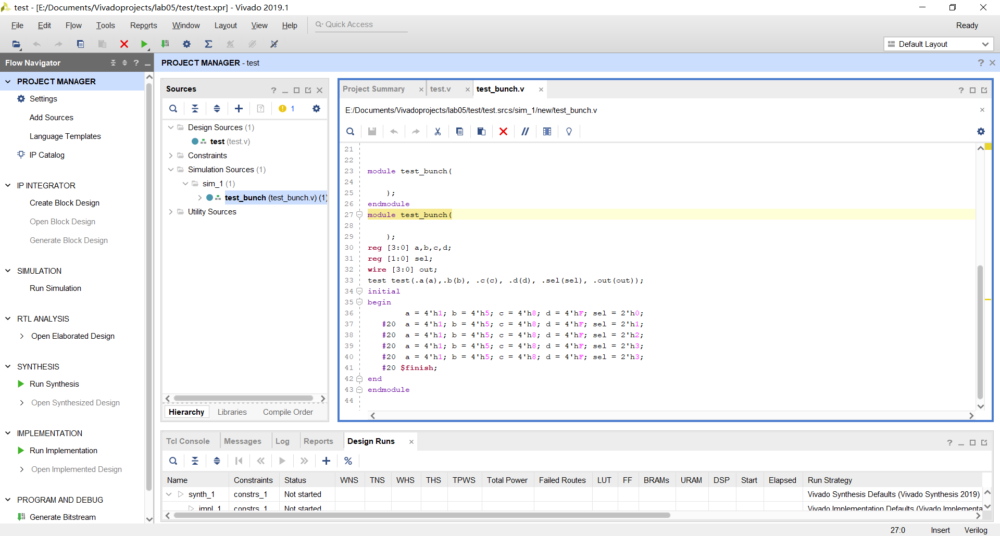 test - [E:/Documents/Vivadoprojects/lab05/test/test.xpr] - Vivado 2019.1
File Edit Flow Tools Reports Window Layout View Help Quick Access Ready
Default Layout
Flow Navigator
PROJECT MANAGER - test
PROJECT MANAGER
Settings
Add Sources
Language Templates
IP Catalog
IP INTEGRATOR
Create Block Design
Open Block Design
Generate Block Design
SIMULATION
Run Simulation
RTL ANALYSIS
Open Elaborated Design
SYNTHESIS
Run Synthesis
Open Synthesized Design
IMPLEMENTATION
Run Implementation
Open Implemented Design
PROGRAM AND DEBUG
Generate Bitstream
Sources
1
Design Sources (1)
test (test.v)
Constraints
Simulation Sources (1)
sim_1 (1)
test_bunch (test_bunch.v) (1)
Utility Sources
Hierarchy Libraries Compile Order
Project Summary test.v test_bunch.v
E:/Documents/Vivadoprojects/lab05/test/test.srcs/sim_1/new/test_bunch.v
21
22
23 module test_bunch(
24
25 );
26 endmodule
27 module test_bunch(
28
29 );
30 reg [3:0] a,b,c,d;
31 reg [1:0] sel;
32 wire [3:0] out;
33 test test(.a(a),.b(b), .c(c), .d(d), .sel(sel), .out(out));
34 initial
35 begin
36 a = 4'h1; b = 4'h5; c = 4'h8; d = 4'hF; sel = 2'h0;
37 #20 a = 4'h1; b = 4'h5; c = 4'h8; d = 4'hF; sel = 2'h1;
38 #20 a = 4'h1; b = 4'h5; c = 4'h8; d = 4'hF; sel = 2'h2;
39 #20 a = 4'h1; b = 4'h5; c = 4'h8; d = 4'hF; sel = 2'h3;
40 #20 a = 4'h1; b = 4'h5; c = 4'h8; d = 4'hF; sel = 2'h3;
41 #20 $finish;
42 end
43 endmodule
44
Tcl Console Messages Log Reports Design Runs
Name Constraints Status WNS TNS WHS THS TPWS Total Power Failed Routes LUT FF BRAMs URAM DSP Start Elapsed Run Strategy
synth_1 constrs_1 Not started Vivado Synthesis Defaults (Vivado Synthesis 2019)
impl_1 constrs_1 Not started Vivado Implementation Defaults (Vivado Implementa
27:0 Insert Verilog